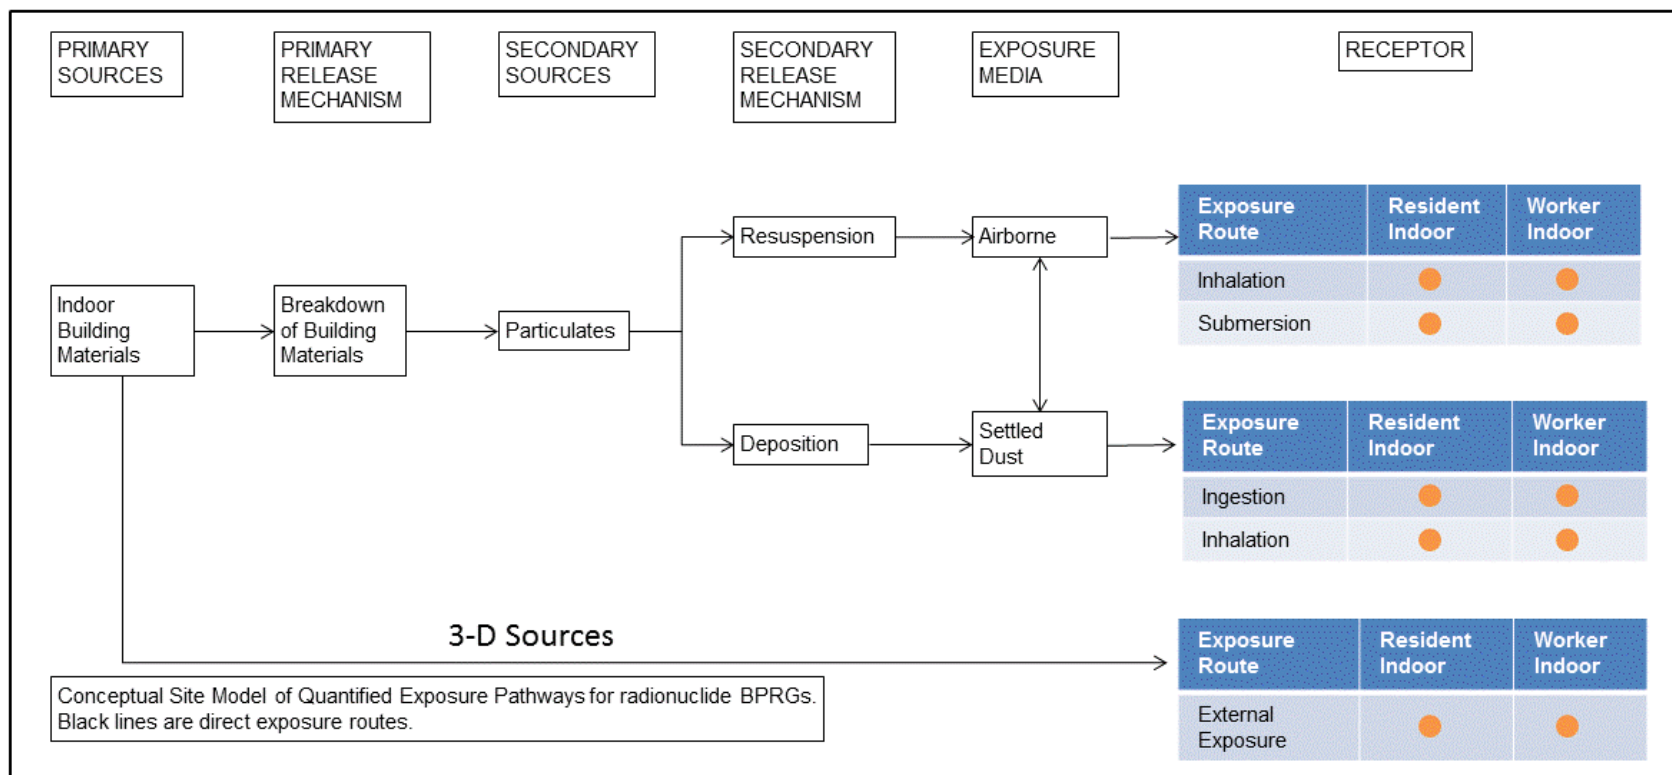 PRIMARY
SOURCES
PRIMARY
RELEASE
MECHANISM
SECONDARY
SOURCES
SECONDARY
RELEASE
MECHANISM
EXPOSURE
MEDIA
RECEPTOR
Indoor
Building
Materials
Breakdown
of Building
Materials
Particulates
Resuspension
Airborne
Deposition
Settled
Dust
Exposure Route Resident Indoor Worker Indoor
Inhalation
Submersion
Exposure Route Resident Indoor Worker Indoor
Ingestion
Inhalation
3-D Sources
Exposure Route Resident Indoor Worker Indoor
External
Exposure
Conceptual Site Model of Quantified Exposure Pathways for radionuclide BPRGs.
Black lines are direct exposure routes.